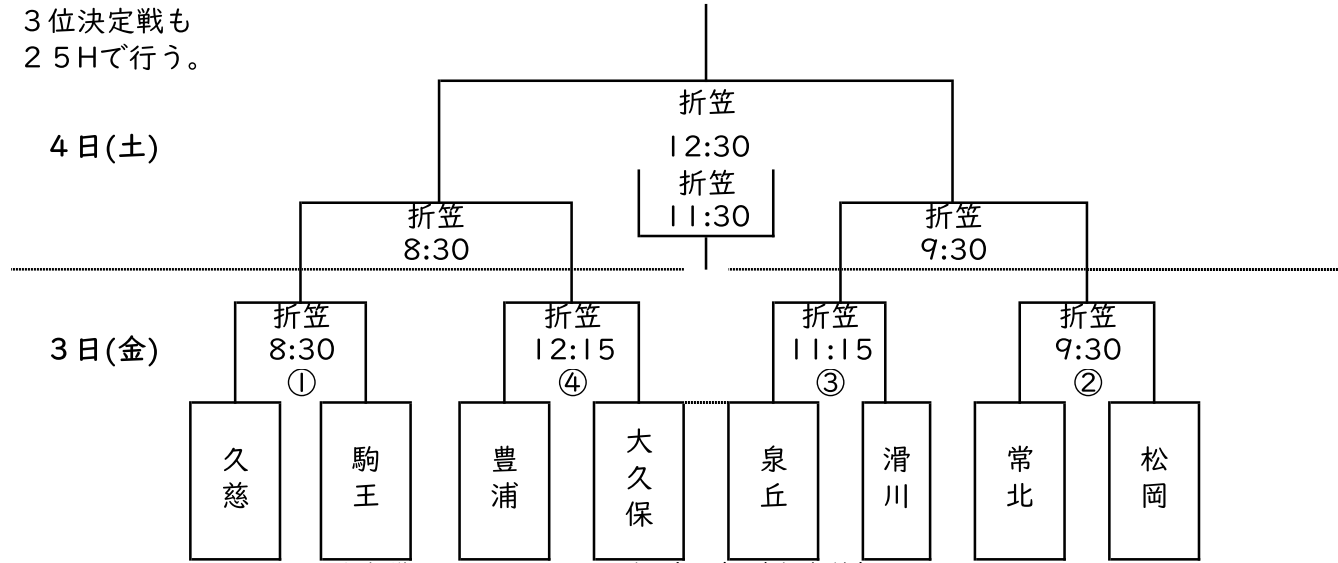 ３位決定戦も
２５Hで行う。
折笠
12:30
４日(土)
折笠
11:30
折笠
8:30
折笠
9:30
３日(金)
折笠
8:30
①
折笠
12:15
④
折笠
11:15
③
折笠
9:30
②
久慈
駒王
豊浦
大久保
泉丘
滑川
常北
松岡